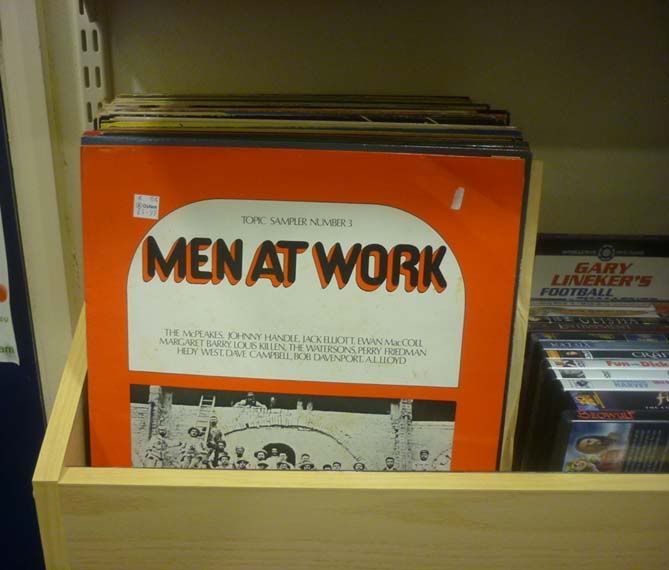 Oxfam
TOPIC SAMPLER NUMBER 3
MEN AT WORK
THE McPEAKES, JOHNNY HANDLE, JACK ELLIOTT, EWAN MacCOLL
MARGARET BARRY, LOUIS KILLEN, THE WATERSONS, PERRY FRIEDMAN
HEDY WEST, DAVE CAMPBELL, BOB DAVENPORT, A.L.LLOYD
GARY
LINEKER'S
FOOTBALL
HARVEY
BEOWULF